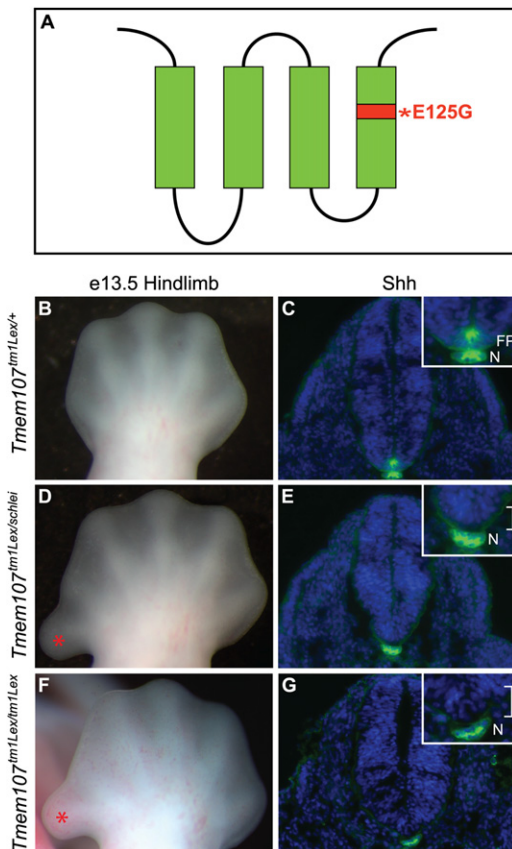 A
*E125G
e13.5 Hindlimb
Shh
Tmem107tm1Lex/+
B
C
FP
N
Tmem107tm1Lex/schlei
D
*
E
N
Tmem107tm1Lex/tm1Lex
F
*
G
N